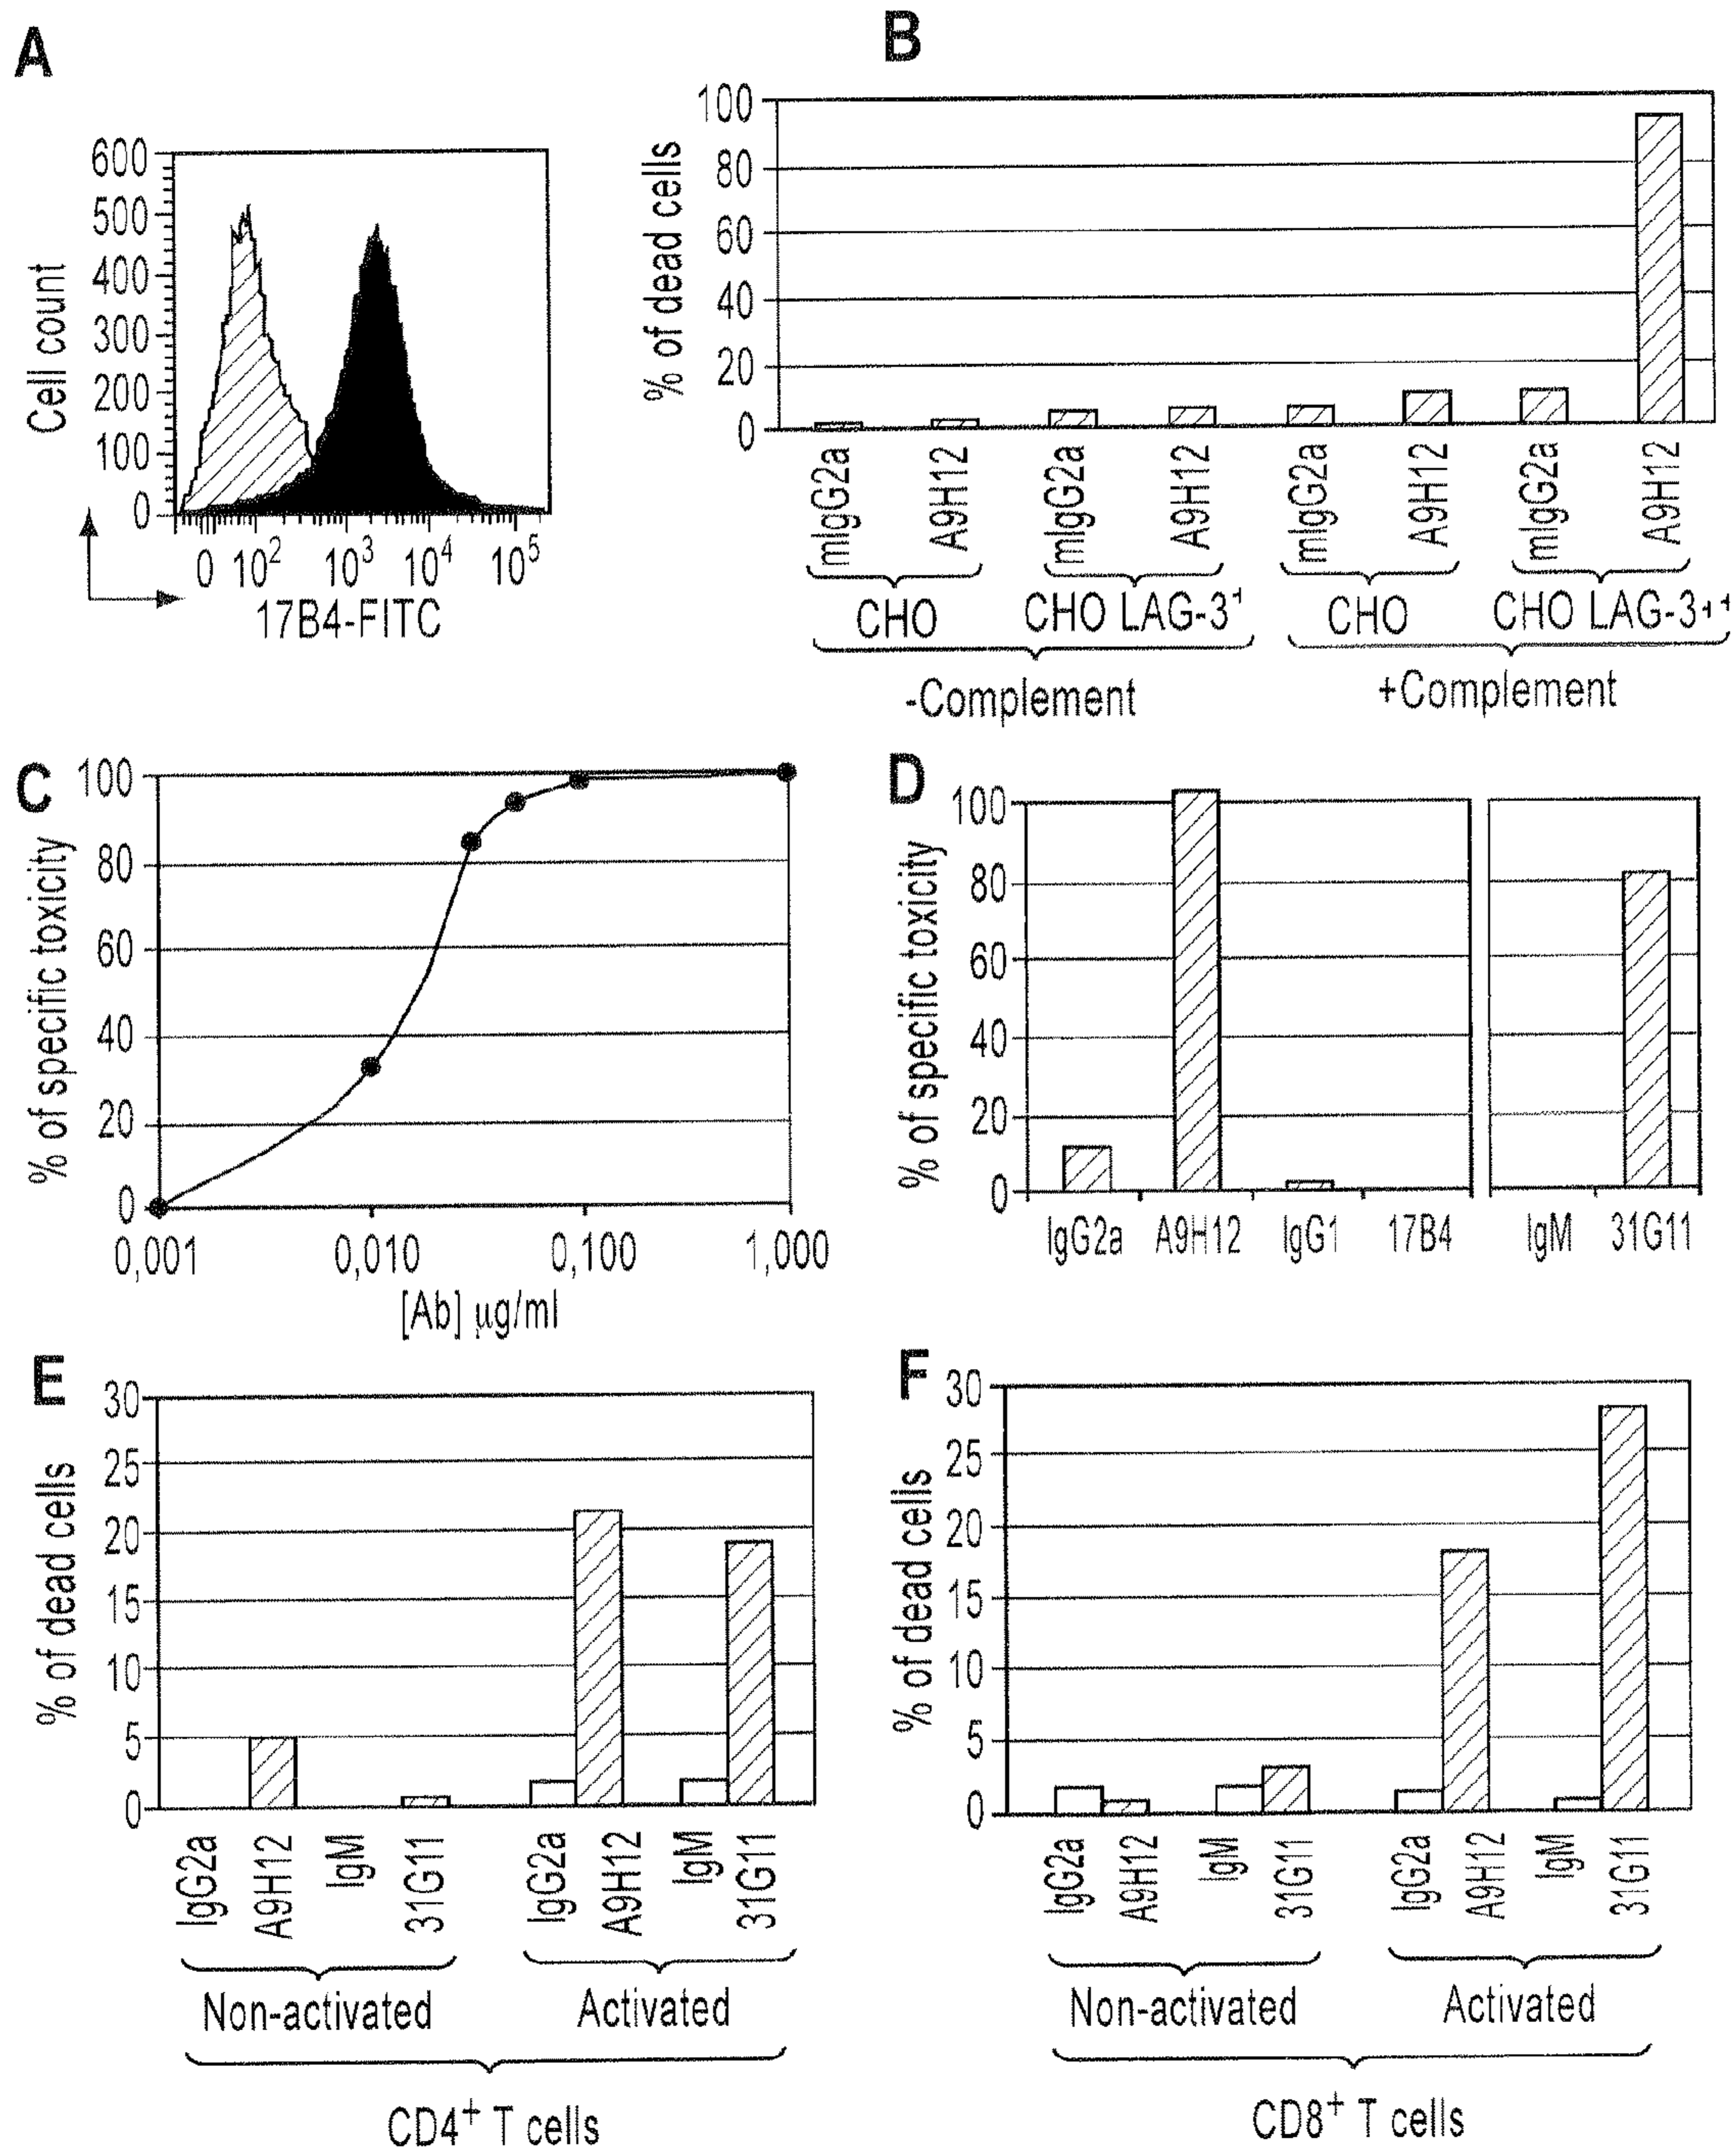 A
Cell count
600
500
400
300
200
100
0
0 10² 10³ 10⁴ 10⁵
17B4-FITC
B
% of dead cells
100
80
60
40
20
0
mIgG2a A9H12 mIgG2a A9H12 mIgG2a A9H12 mIgG2a A9H12
CHO CHO LAG-3⁺ CHO CHO LAG-3⁺⁺
-Complement +Complement
C
% of specific toxicity
100
80
60
40
20
0
0,001 0,010 0,100 1,000
[Ab] µg/ml
D
% of specific toxicity
100
80
60
40
20
0
IgG2a A9H12 IgG1 17B4 IgM 31G11
E
% of dead cells
30
25
20
15
10
5
0
IgG2a A9H12 IgM 31G11 IgG2a A9H12 IgM 31G11
Non-activated Activated
CD4⁺ T cells
F
% of dead cells
30
25
20
15
10
5
0
IgG2a A9H12 IgM 31G11 IgG2a A9H12 IgM 31G11
Non-activated Activated
CD8⁺ T cells